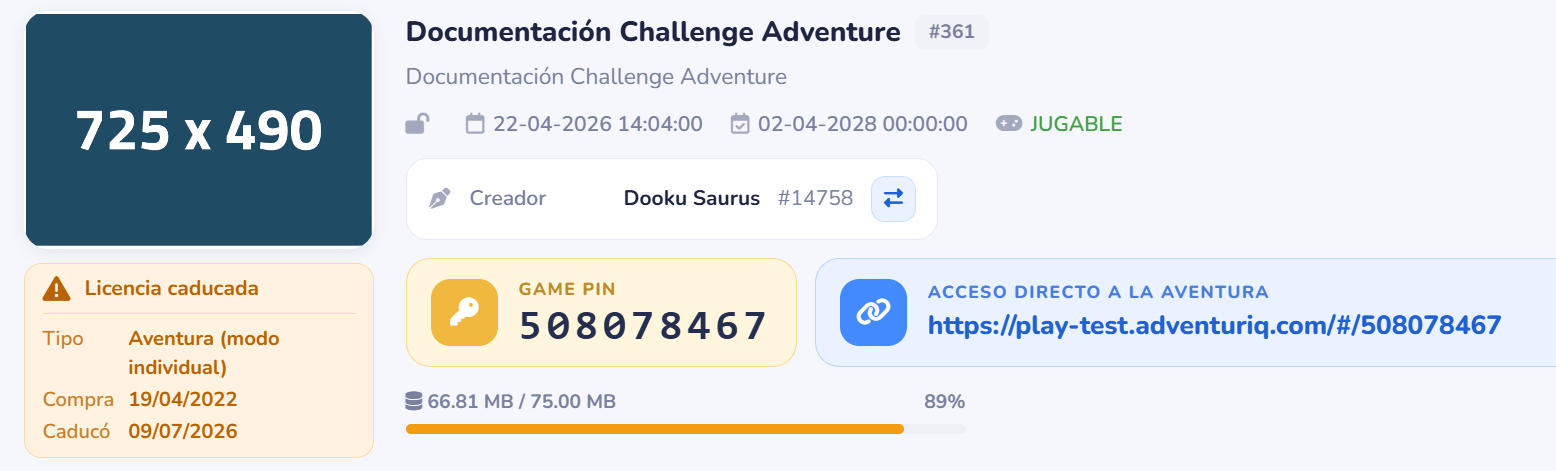 725 x 490
Licencia caducada
Tipo Aventura (modo
individual)
Compra 19/04/2022
Caducó 09/07/2026
Documentación Challenge Adventure #361
Documentación Challenge Adventure
22-04-2026 14:04:00 02-04-2028 00:00:00 JUGABLE
Creador Dooku Saurus #14758
GAME PIN
508078467
ACCESO DIRECTO A LA AVENTURA
https://play-test.adventuriq.com/#/508078467
66.81 MB / 75.00 MB 89%